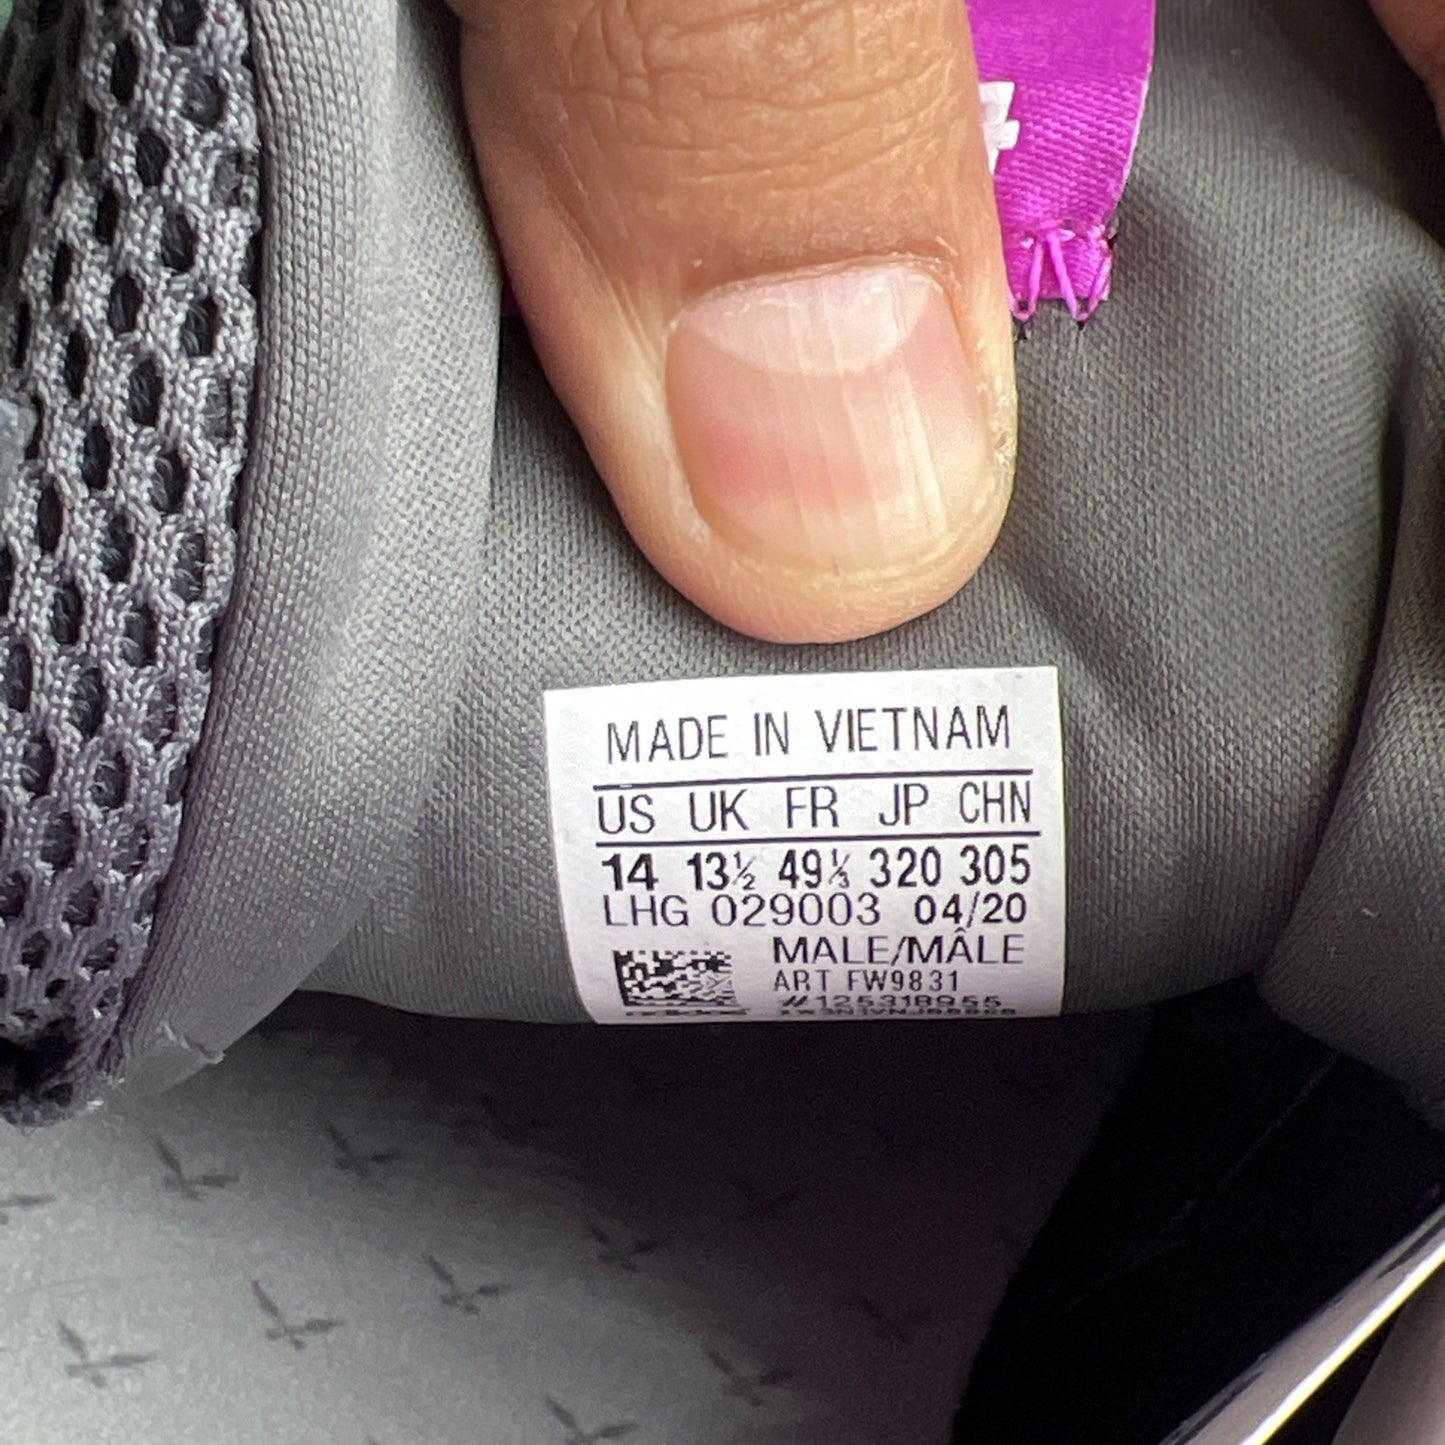 MADE IN VIETNAM
US UK FR JP CHN
14 13½ 49⅓ 320 305
LHG 029003 04/20
MALE/MÂLE
ART FW9831
#125318955